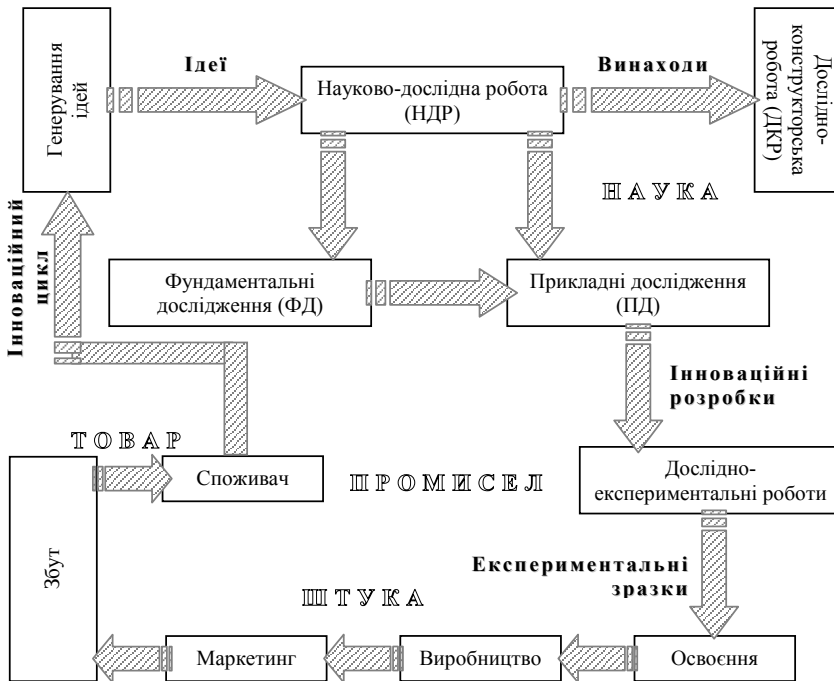 Генерування
ідей
Ідеї
Науково-дослідна робота
(НДР)
Винаходи
Дослідно-
конструкторська
робота (ДКР)
НАУКА
Інноваційний
цикл
Фундаментальні
дослідження (ФД)
Прикладні дослідження
(ПД)
Інноваційні
розробки
ТОВАР
Споживач
ПРОМИСЕЛ
Дослідно-
експериментальні роботи
Збут
Експериментальні
зразки
ШТУКА
Маркетинг
Виробництво
Освоєння